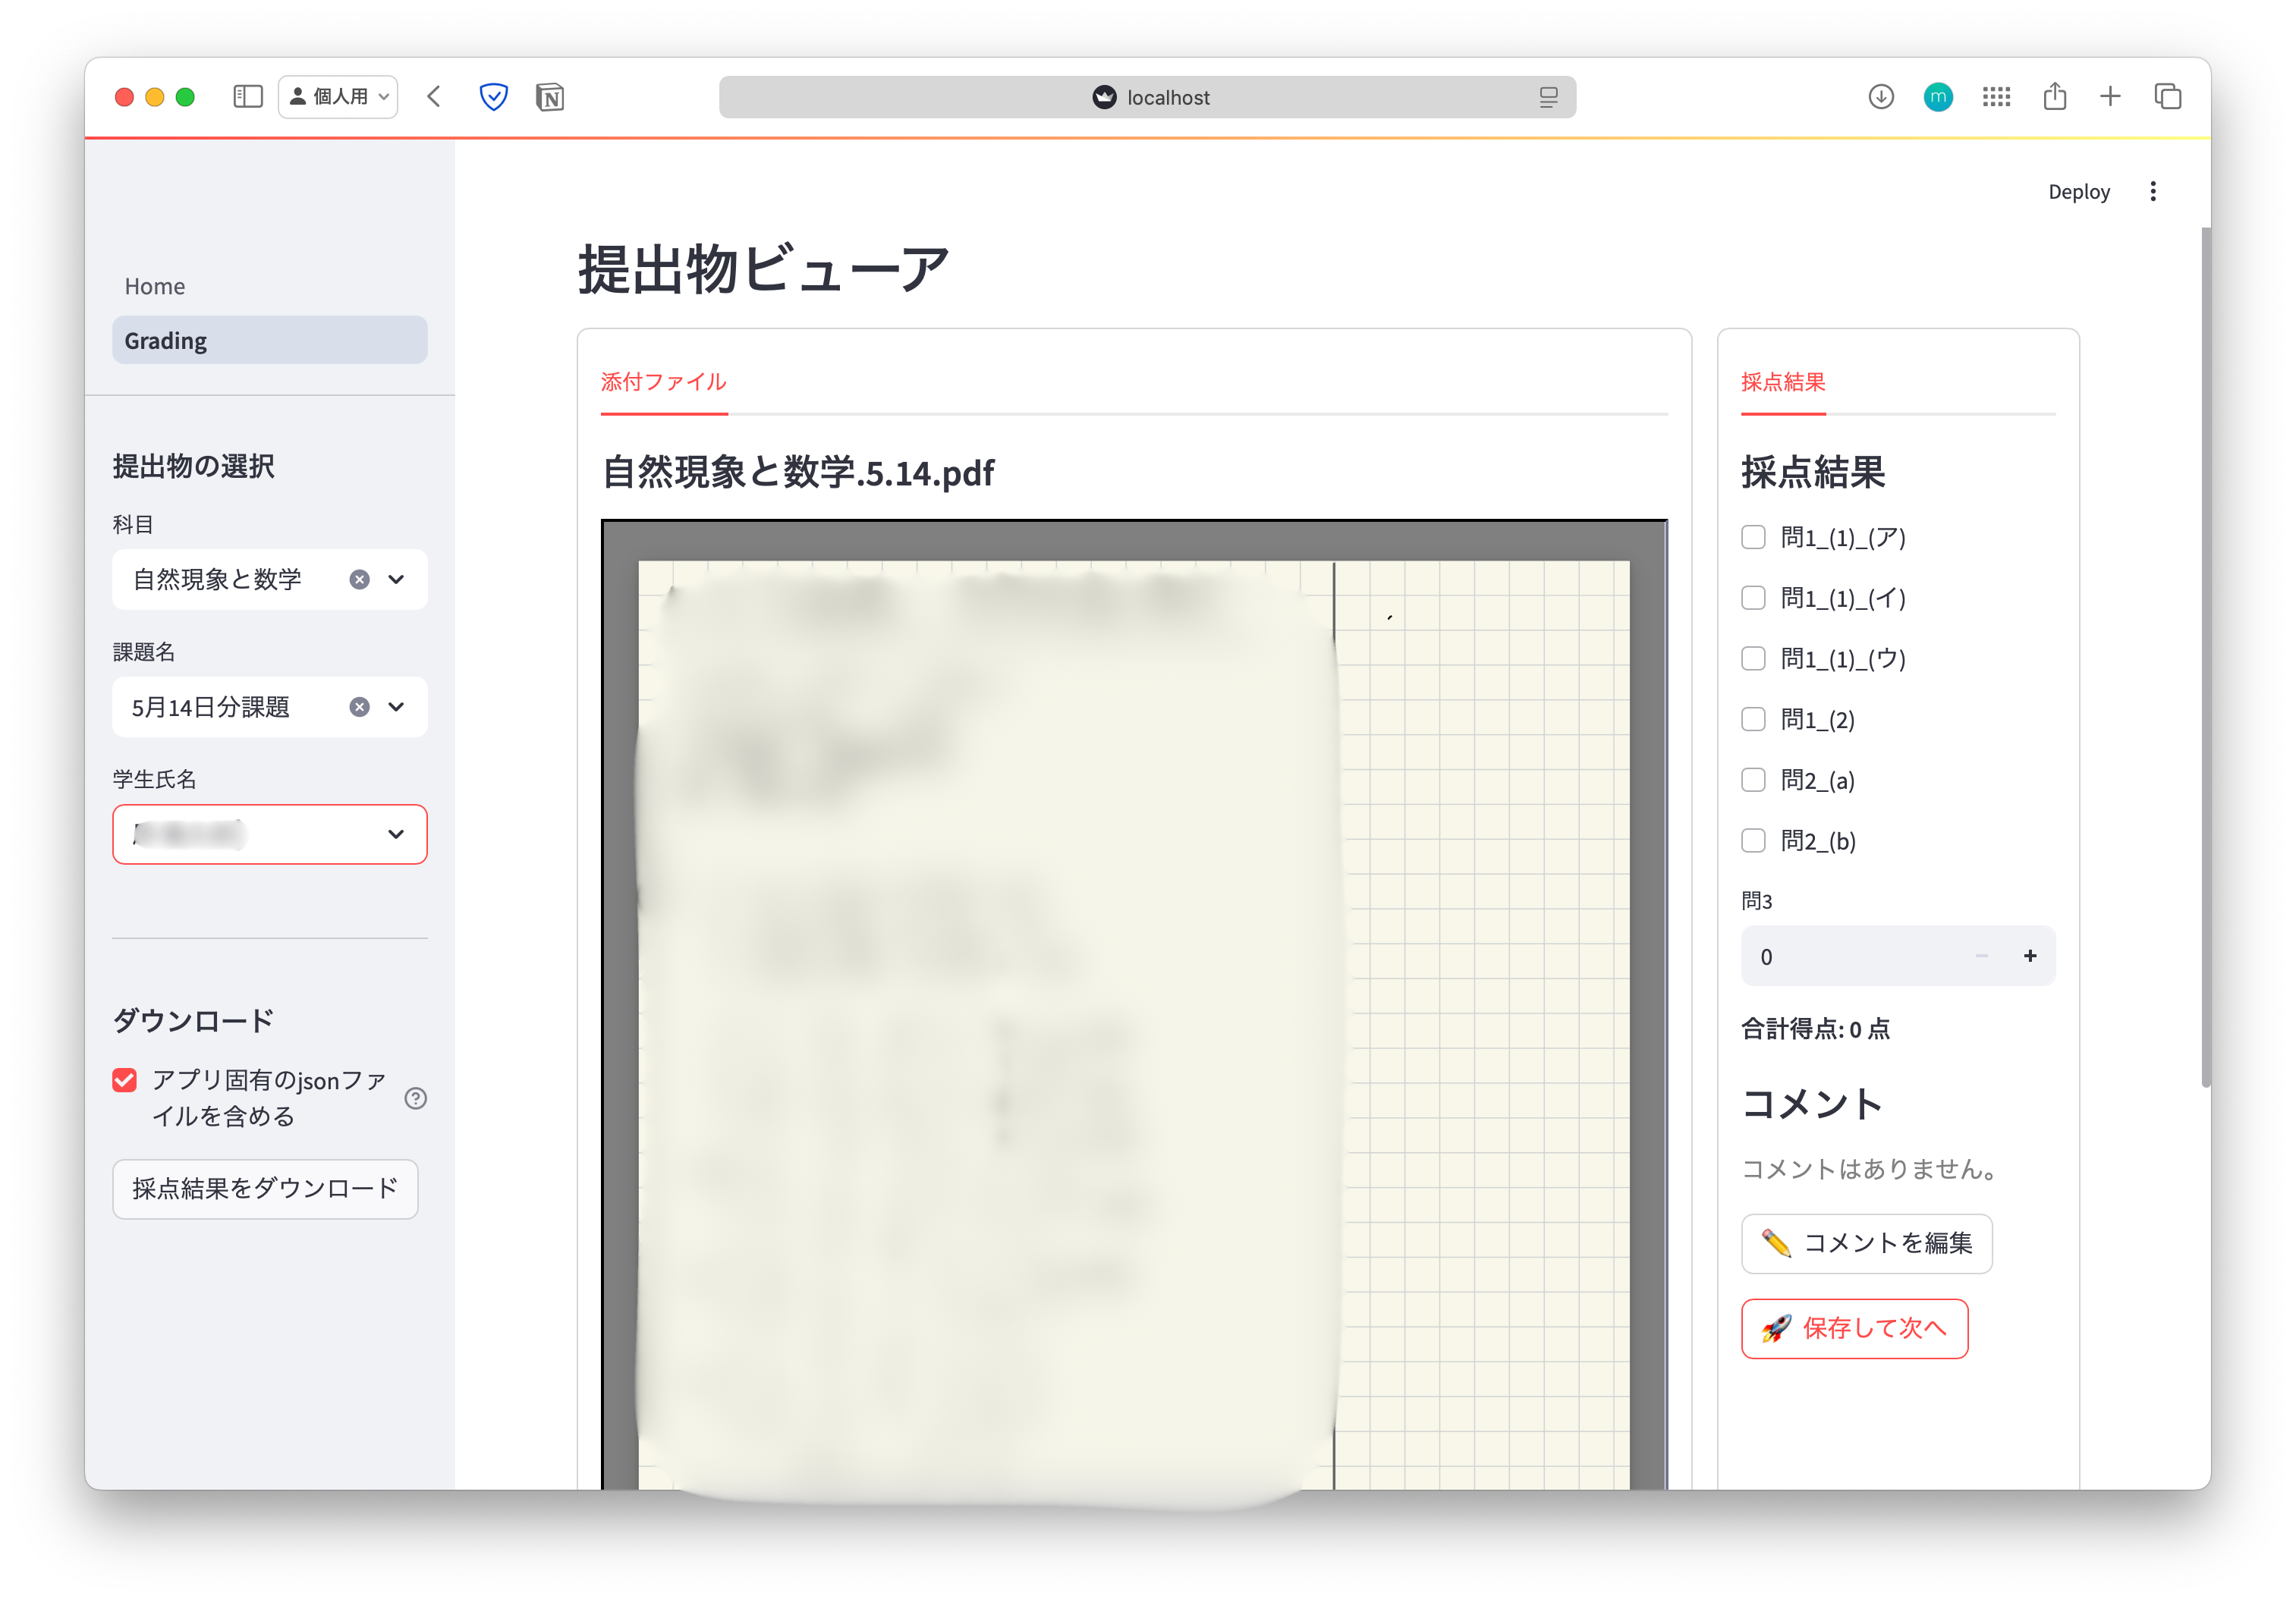 個人用
localhost
m
Deploy
Home
Grading
提出物の選択
科目
自然現象と数学
課題名
5月14日分課題
学生氏名
ダウンロード
アプリ固有のjsonファ
イルを含める
採点結果をダウンロード
提出物ビューア
添付ファイル
自然現象と数学.5.14.pdf
採点結果
採点結果
問1_(1)_(ア)
問1_(1)_(イ)
問1_(1)_(ウ)
問1_(2)
問2_(a)
問2_(b)
問3
0
合計得点: 0 点
コメント
コメントはありません。
✏️ コメントを編集
🚀 保存して次へ